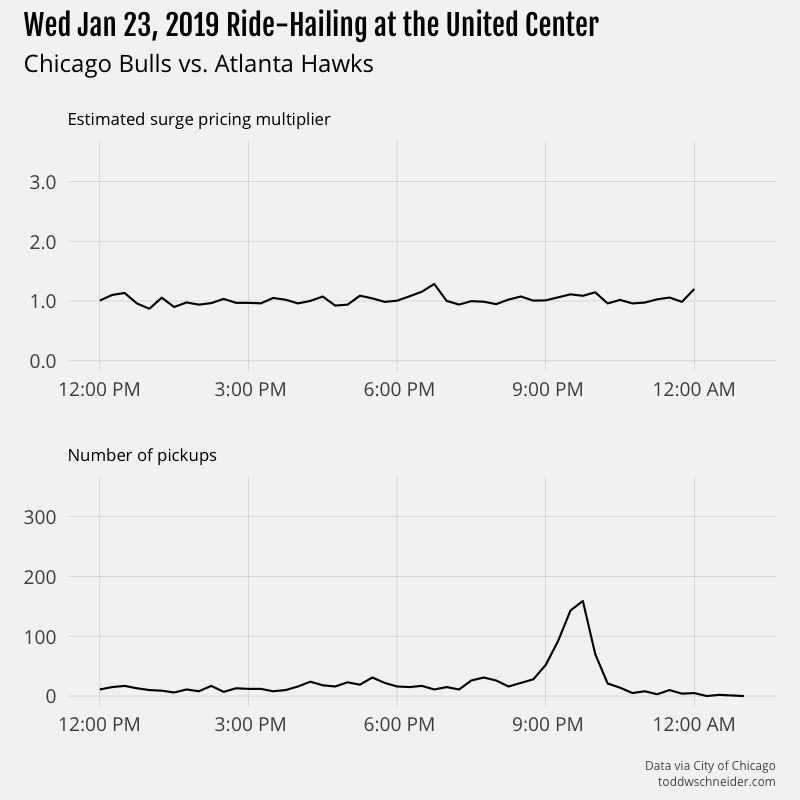 Wed Jan 23, 2019 Ride-Hailing at the United Center
Chicago Bulls vs. Atlanta Hawks
Estimated surge pricing multiplier
3.0
2.0
1.0
0.0
12:00 PM 3:00 PM 6:00 PM 9:00 PM 12:00 AM
Number of pickups
300
200
100
0
12:00 PM 3:00 PM 6:00 PM 9:00 PM 12:00 AM
Data via City of Chicago
toddwschneider.com